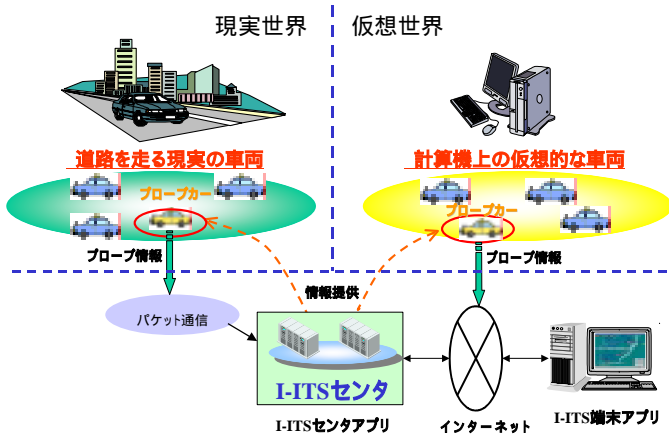 現実世界
仮想世界
道路を走る現実の車両
計算機上の仮想的な車両
プローブカー
プローブカー
プローブ情報
プローブ情報
情報提供
パケット通信
I-ITSセンタ
I-ITSセンタアプリ
インターネット
I-ITS端末アプリ